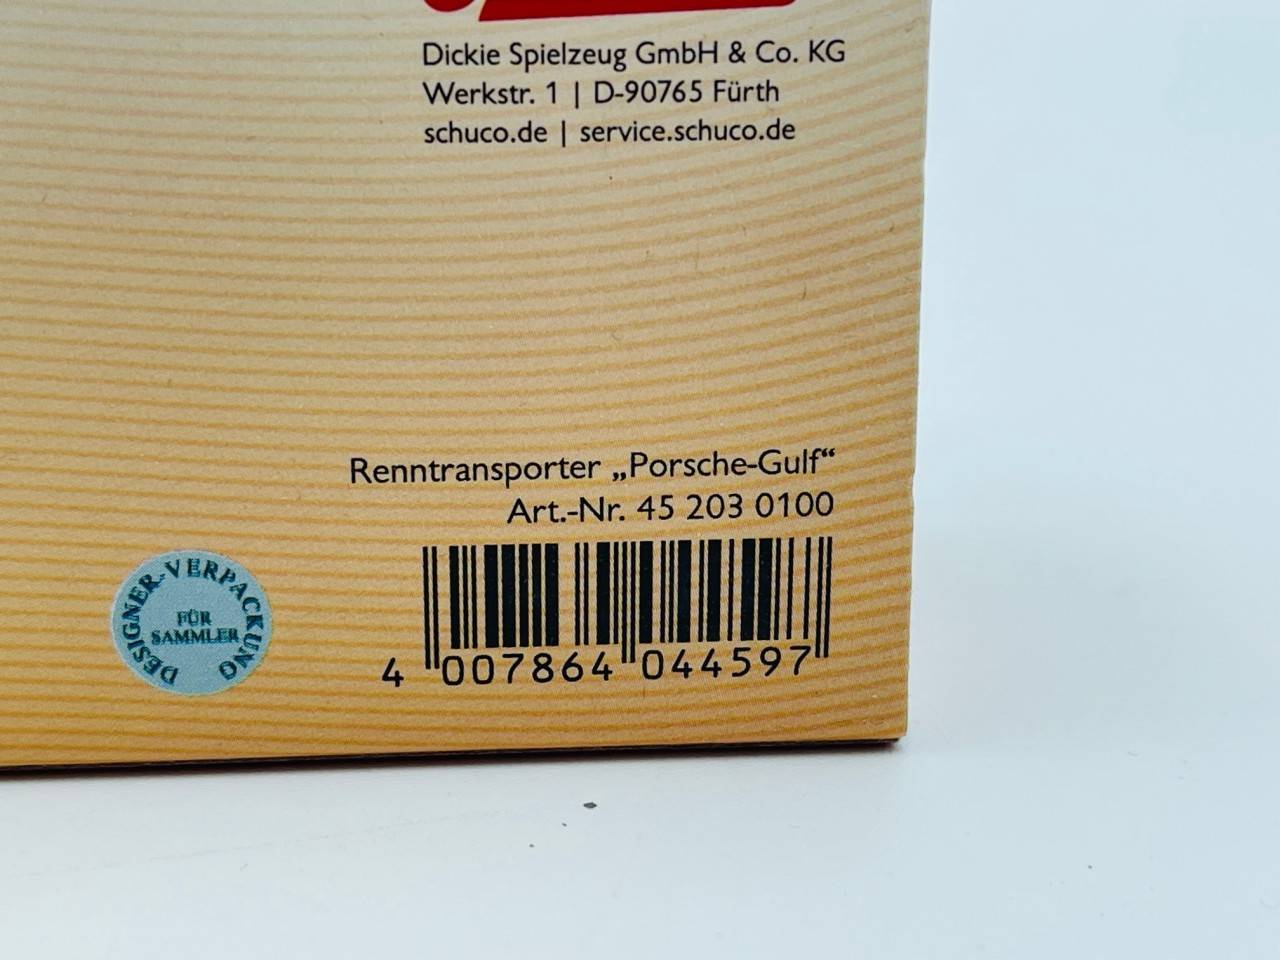 Dickie Spielzeug GmbH & Co. KG
Werkstr. 1 | D-90765 Fürth
schuco.de | service.schuco.de
Renntransporter „Porsche-Gulf“
Art.-Nr. 45 203 0100
4 007864 044597
DESIGNER-VERPACKUNG
FÜR
SAMMLER